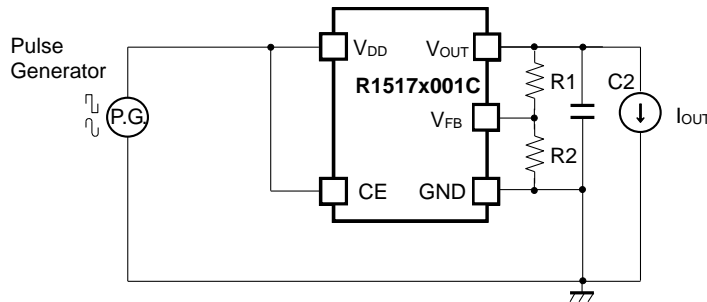 Pulse
Generator
P.G.
VDD
VOUT
R1517x001C
VFB
CE
GND
R1
C2
R2
IOUT